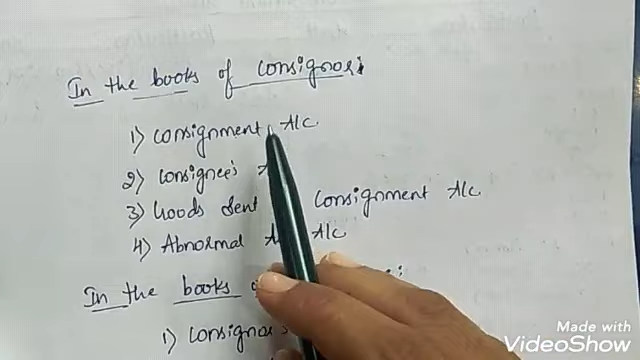 In the books of consignor:
1) Consignment A/c
2) Consignee's
3) Goods sent Consignment A/c
4) Abnormal A/c
In the books
1) Consignor's
Made with
VideoShow